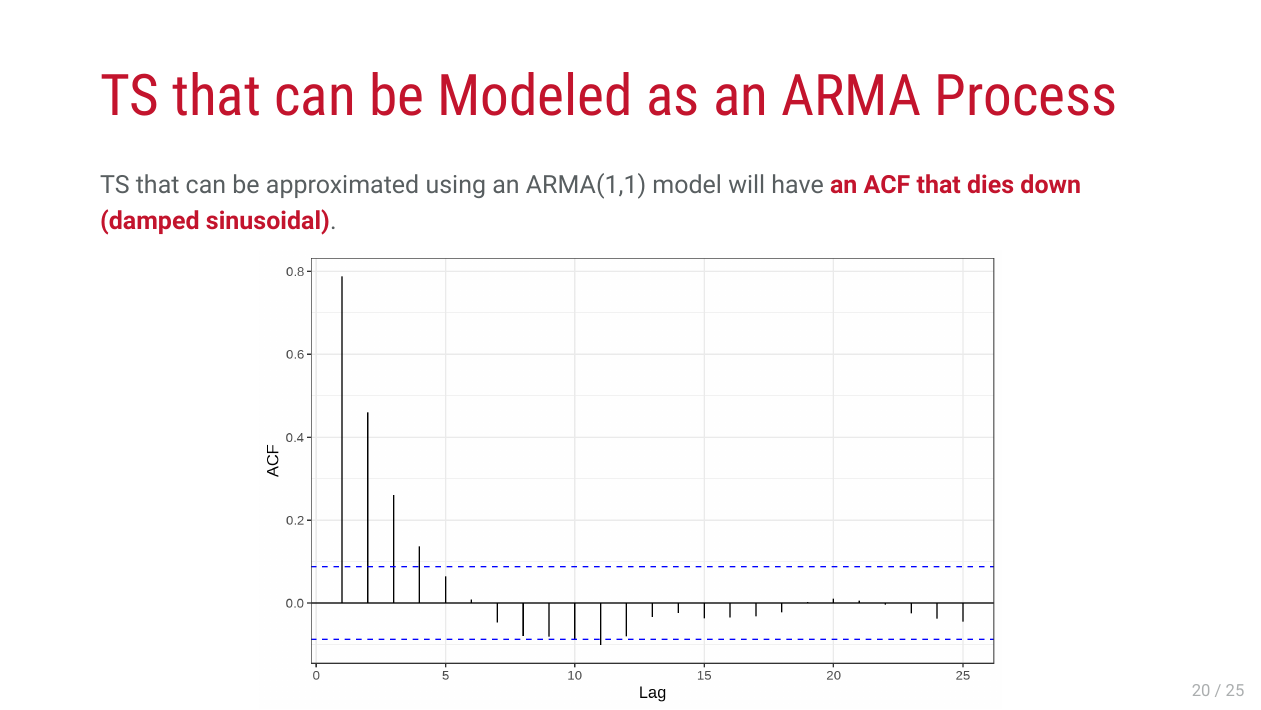 TS that can be Modeled as an ARMA Process
TS that can be approximated using an ARMA(1,1) model will have an ACF that dies down
(damped sinusoidal).
0.8
0.6
0.4
0.2
0.0
ACF
0 5 10 15 20 25
Lag
20 / 25